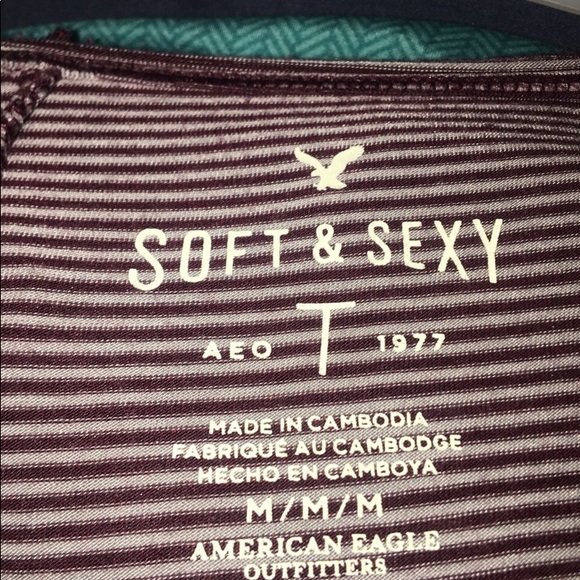 SOFT & SEXY
AEO T 1977
MADE IN CAMBODIA
FABRIQUÉ AU CAMBODGE
HECHO EN CAMBOYA
M/M/M
AMERICAN EAGLE
OUTFITTERS